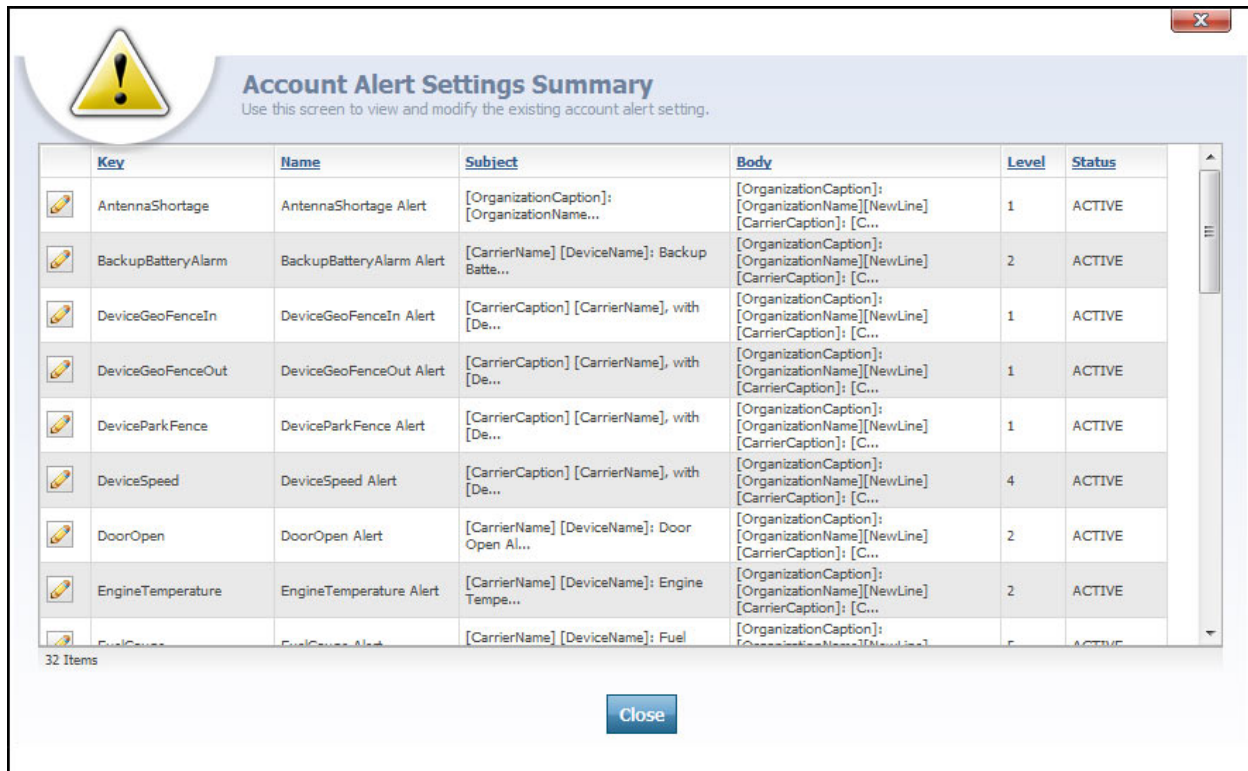 Account Alert Settings Summary
Use this screen to view and modify the existing account alert setting.
Key Name Subject Body Level Status
AntennaShortage AntennaShortage Alert [OrganizationCaption]: [OrganizationName... [OrganizationCaption]: [OrganizationName][NewLine] [CarrierCaption]: [C... 1 ACTIVE
BackupBatteryAlarm BackupBatteryAlarm Alert [CarrierName] [DeviceName]: Backup Batte... [OrganizationCaption]: [OrganizationName][NewLine] [CarrierCaption]: [C... 2 ACTIVE
DeviceGeoFenceIn DeviceGeoFenceIn Alert [CarrierCaption] [CarrierName], with [De... [OrganizationCaption]: [OrganizationName][NewLine] [CarrierCaption]: [C... 1 ACTIVE
DeviceGeoFenceOut DeviceGeoFenceOut Alert [CarrierCaption] [CarrierName], with [De... [OrganizationCaption]: [OrganizationName][NewLine] [CarrierCaption]: [C... 1 ACTIVE
DeviceParkFence DeviceParkFence Alert [CarrierCaption] [CarrierName], with [De... [OrganizationCaption]: [OrganizationName][NewLine] [CarrierCaption]: [C... 1 ACTIVE
DeviceSpeed DeviceSpeed Alert [CarrierCaption] [CarrierName], with [De... [OrganizationCaption]: [OrganizationName][NewLine] [CarrierCaption]: [C... 4 ACTIVE
DoorOpen DoorOpen Alert [CarrierName] [DeviceName]: Door Open Al... [OrganizationCaption]: [OrganizationName][NewLine] [CarrierCaption]: [C... 2 ACTIVE
EngineTemperature EngineTemperature Alert [CarrierName] [DeviceName]: Engine Tempe... [OrganizationCaption]: [OrganizationName][NewLine] [CarrierCaption]: [C... 2 ACTIVE
[CarrierName] [DeviceName]: Fuel [OrganizationCaption]:
32 Items
Close